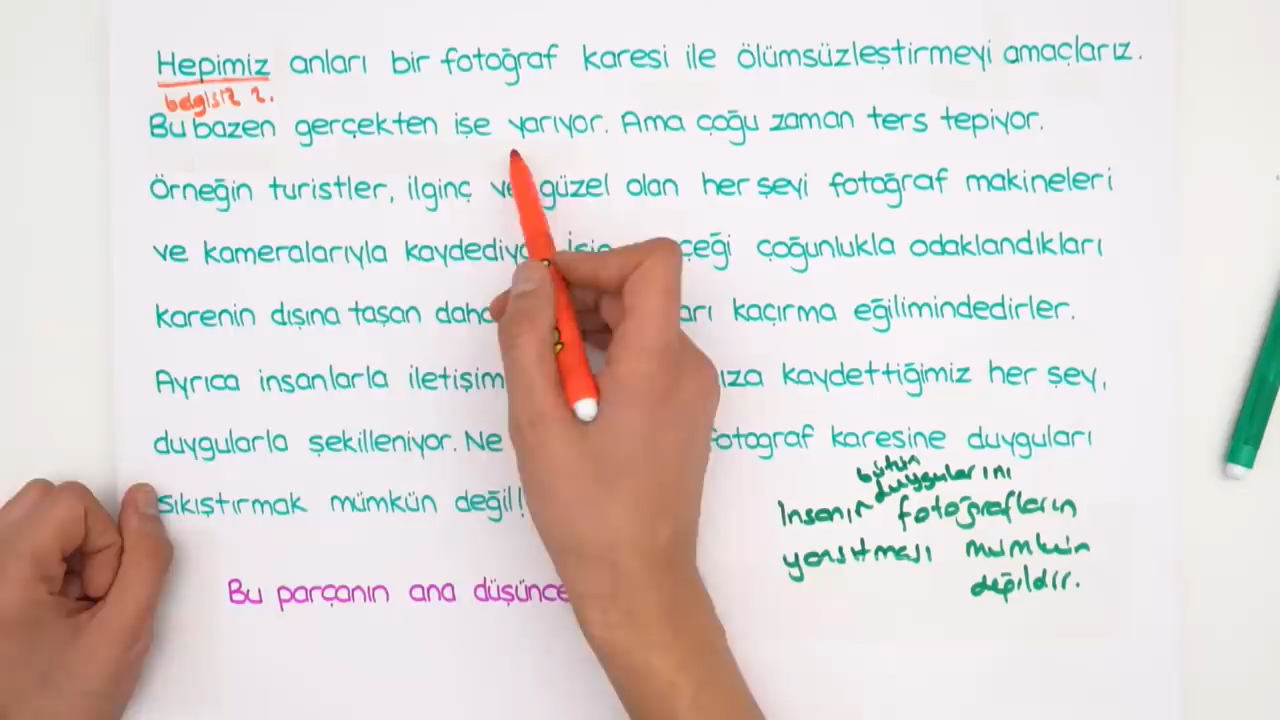 Hepimiz anları bir fotoğraf karesi ile ölümsüzleştirmeyi amaçlarız.
belgisiz z.
Bu bazen gerçekten işe yarıyor. Ama çoğu zaman ters tepiyor.
Örneğin turistler, ilginç ve güzel olan her şeyi fotoğraf makineleri
ve kameralarıyla çoğunlukla odaklandıkları
karenin dışına taşan daha kaçırma eğilimindedirler.
Ayrıca insanlarla iletişim kaydettiğimiz her şey,
duygularla şekilleniyor. Ne fotograf karesine duyguları
sıkıştırmak mümkün değil!
bütün
duygularını
İnsanın fotoğrafların
yansıtması mümkün
değildir.
Bu parçanın ana